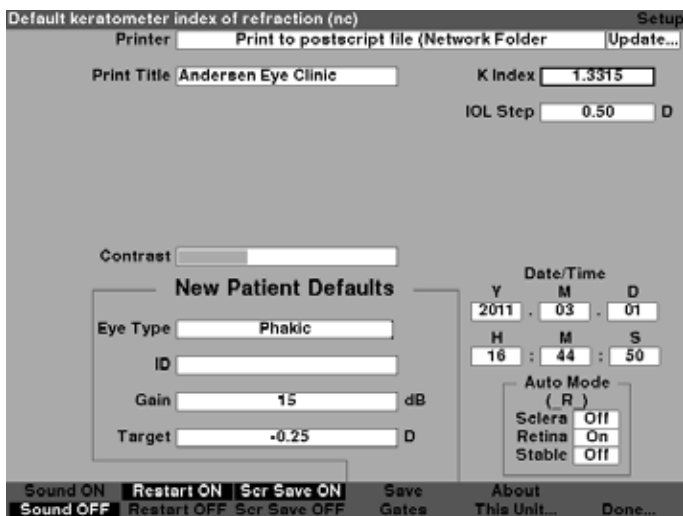 Default keratometer index of refraction (nc) Setup
Printer Print to postscript file (Network Folder Update...
Print Title Andersen Eye Clinic K Index 1.3315
IOL Step 0.50 D
Contrast
New Patient Defaults
Date/Time
Y M D
2011 . 03 . 01
Eye Type Phakic
H M S
16 : 44 : 50
ID
Auto Mode
(_R_)
Gain 15 dB
Sclera Off
Target -0.25 D
Retina On
Stable Off
Sound ON Restart ON Scr Save ON Save About
Sound OFF Restart OFF Scr Save OFF Gates This Unit... Done...